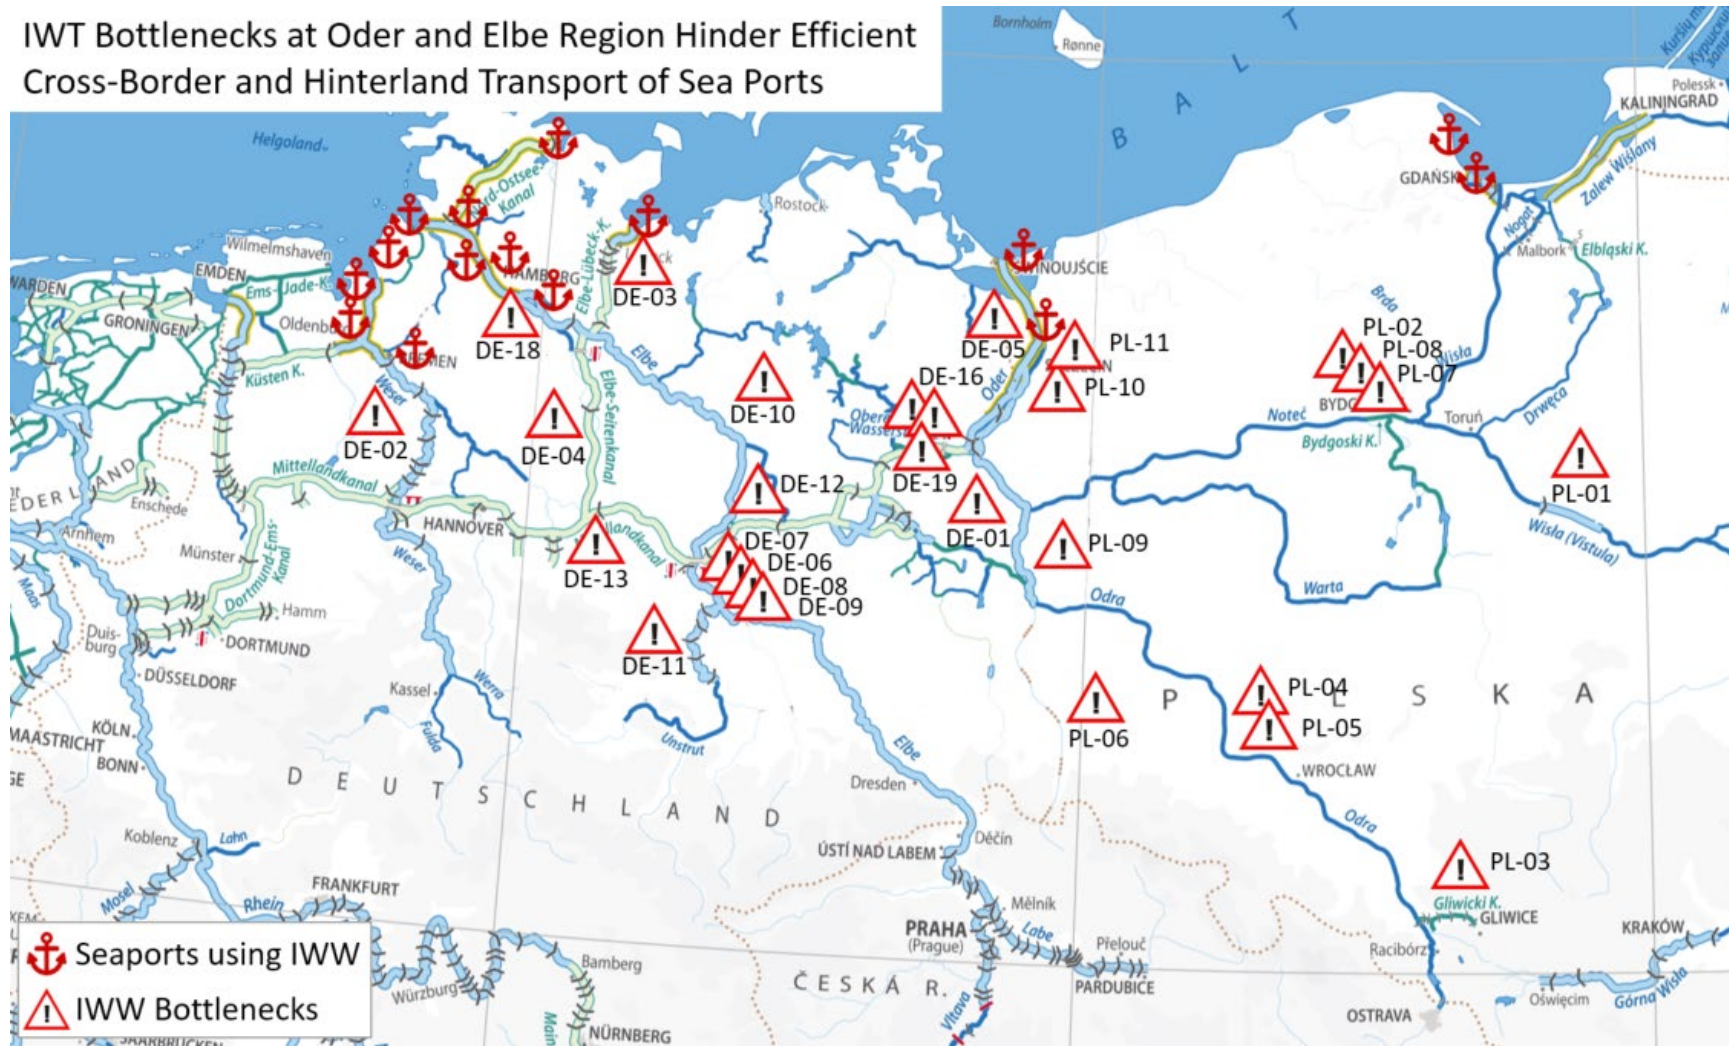 IWT Bottlenecks at Oder and Elbe Region Hinder Efficient
Cross-Border and Hinterland Transport of Sea Ports
Bornholm
Rønne
B A L T
Polessk
KALININGRAD
Zalew Wiślany
Helgoland
Nord-Ostsee-
Kanal
Rostock
GDAŃSK
Nogat
Malbork
Elbląski K.
Wilmelmshaven
EMDEN
Ems-Jade-K.
GRONINGEN
Oldenburg
HAMBURG
Elbe-Lübeck-K.
DE-03
ŚWINOUJŚCIE
DE-18
DE-05
PL-11
PL-10
Oder
Brda
PL-02
PL-08
PL-07
Wisła
Küsten K.
Weser
Elbe
DE-10
DE-16
DE-02
DE-04
Elbe-Seitenkanal
Noteć
Bydgoski K.
Toruń
Drwęca
Mittellandkanal
Enschede
Arnhem
HANNOVER
DE-12
DE-19
DE-01
PL-01
Wisła (Vistula)
Münster
Dortmund-Ems-
Kanal
Weser
DE-13
DE-07
DE-06
DE-08
DE-09
PL-09
Maas
Hamm
Duis-
burg
DORTMUND
Odra
Warta
DÜSSELDORF
DE-11
Kassel
Werra
Fulda
Unstrut
PL-06
PL-04
PL-05
P L S K A
KÖLN
MAASTRICHT
BONN
Elbe
WROCŁAW
D E U T S C H L A N D
Dresden
Odra
Koblenz
Lahn
Děčín
ÚSTÍ NAD LABEM
PL-03
Mosel
FRANKFURT
Rhein
Mělník
Gliwicki K.
GLIWICE
KRAKÓW
PRAHA
(Prague)
Labe
Přelouč
Racibórz
Seaports using IWW
Bamberg
Würzburg
ČESKÁ R.
PARDUBICE
Oświęcim
Górna Wisła
IWW Bottlenecks
Vltava
OSTRAVA
Main
NÜRNBERG